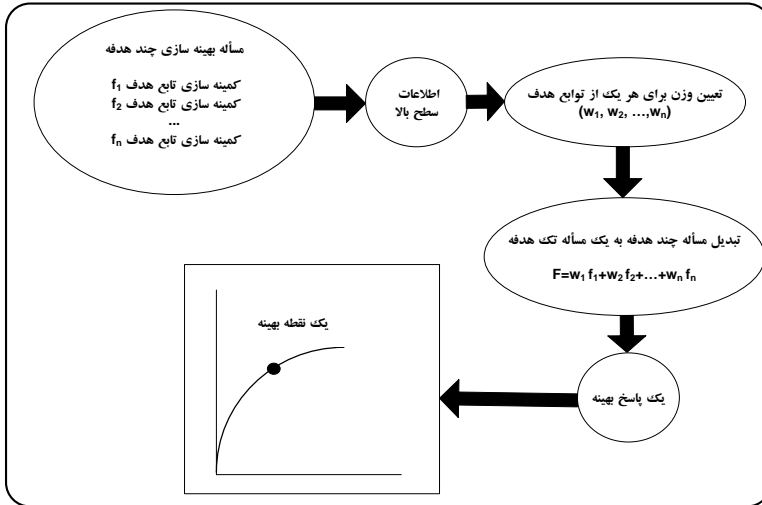 مسأله بهینه سازی چند هدفه
کمینه سازی تابع هدف f₁
کمینه سازی تابع هدف f₂
...
کمینه سازی تابع هدف fₙ
اطلاعات
سطح بالا
تعیین وزن برای هر یک از توابع هدف
(w₁, w₂, …,wₙ)
تبدیل مسأله چند هدفه به یک مسأله تک هدفه
F=w₁ f₁+w₂ f₂+…+wₙ fₙ
یک پاسخ بهینه
یک نقطه بهینه